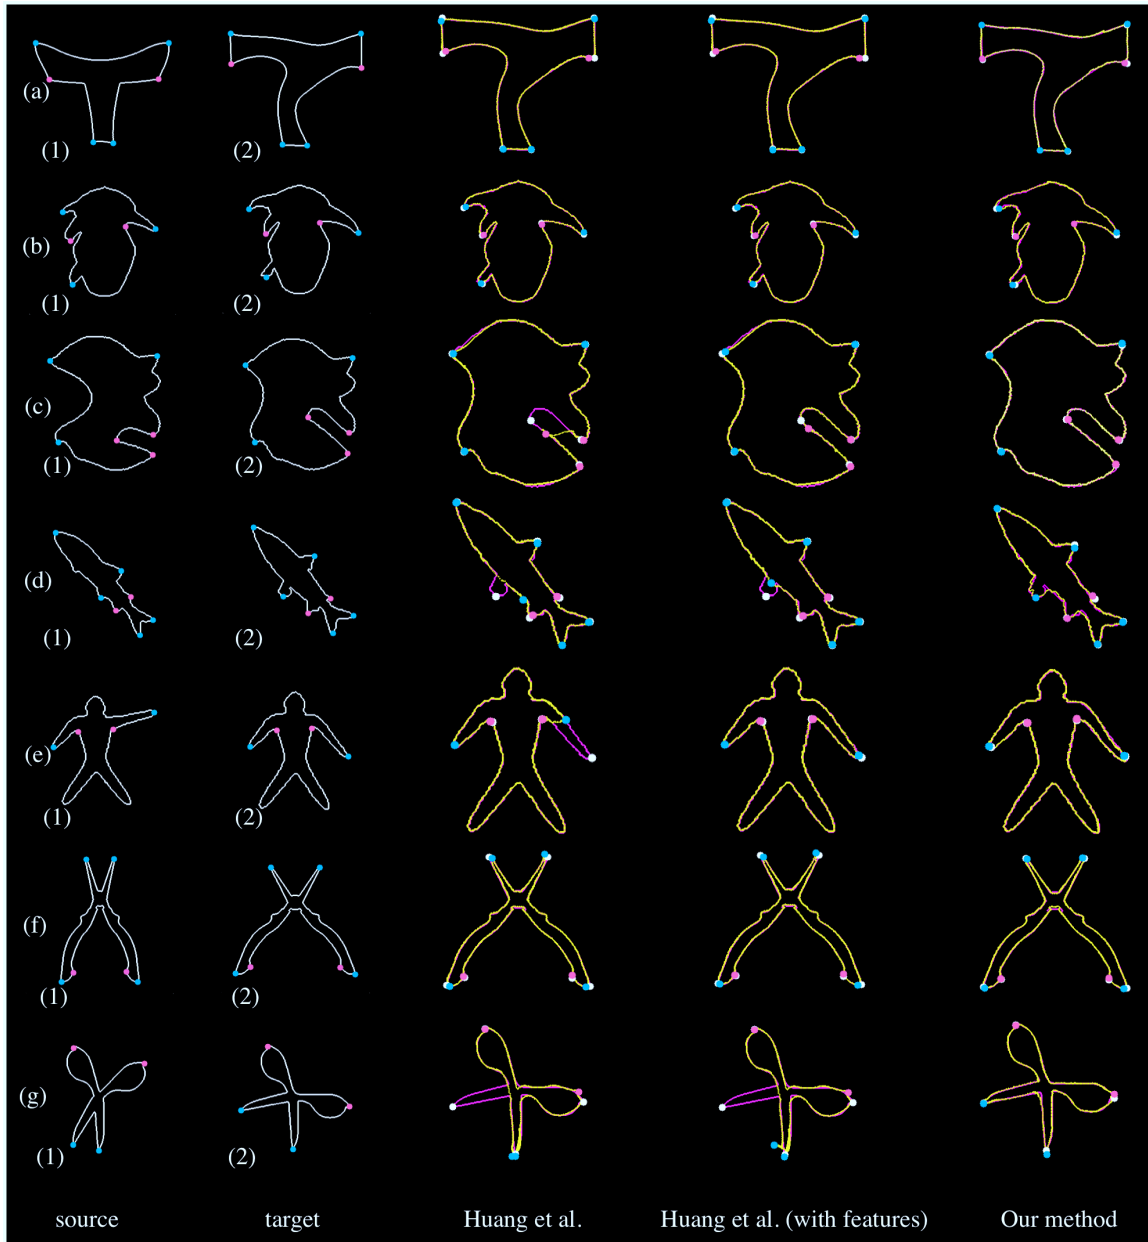 (a)
(1) (2)
(b)
(1) (2)
(c)
(1) (2)
(d)
(1) (2)
(e)
(1) (2)
(f)
(1) (2)
(g)
(1) (2)
source target Huang et al. Huang et al. (with features) Our method